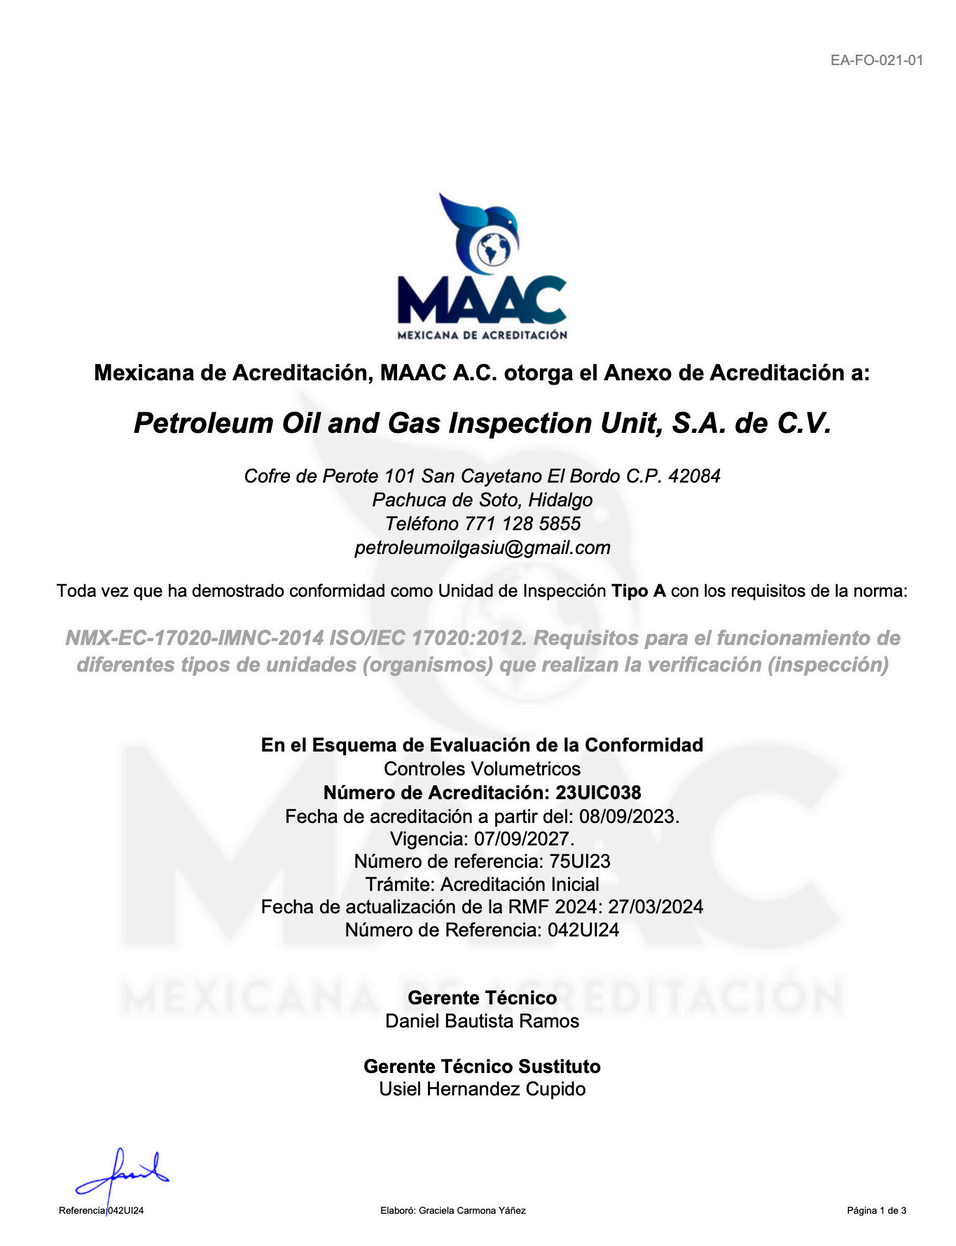 EA-FO-021-01
MAAC
MEXICANA DE ACREDITACIÓN
Mexicana de Acreditación, MAAC A.C. otorga el Anexo de Acreditación a:
Petroleum Oil and Gas Inspection Unit, S.A. de C.V.
Cofre de Perote 101 San Cayetano El Bordo C.P. 42084
Pachuca de Soto, Hidalgo
Teléfono 771 128 5855
petroleumoilgasiu@gmail.com
Toda vez que ha demostrado conformidad como Unidad de Inspección Tipo A con los requisitos de la norma:
NMX-EC-17020-IMNC-2014 ISO/IEC 17020:2012. Requisitos para el funcionamiento de
diferentes tipos de unidades (organismos) que realizan la verificación (inspección)
En el Esquema de Evaluación de la Conformidad
Controles Volumetricos
Número de Acreditación: 23UIC038
Fecha de acreditación a partir del: 08/09/2023.
Vigencia: 07/09/2027.
Número de referencia: 75UI23
Trámite: Acreditación Inicial
Fecha de actualización de la RMF 2024: 27/03/2024
Número de Referencia: 042UI24
MAAC
MEXICANA DE ACREDITACIÓN
Gerente Técnico
Daniel Bautista Ramos
Gerente Técnico Sustituto
Usiel Hernandez Cupido
Referencia:042UI24
Elaboró: Graciela Carmona Yáñez
Página 1 de 3